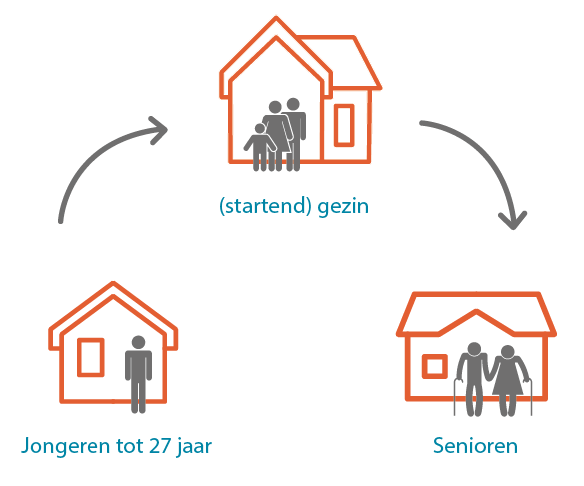 (startend) gezin
Jongeren tot 27 jaar
Senioren